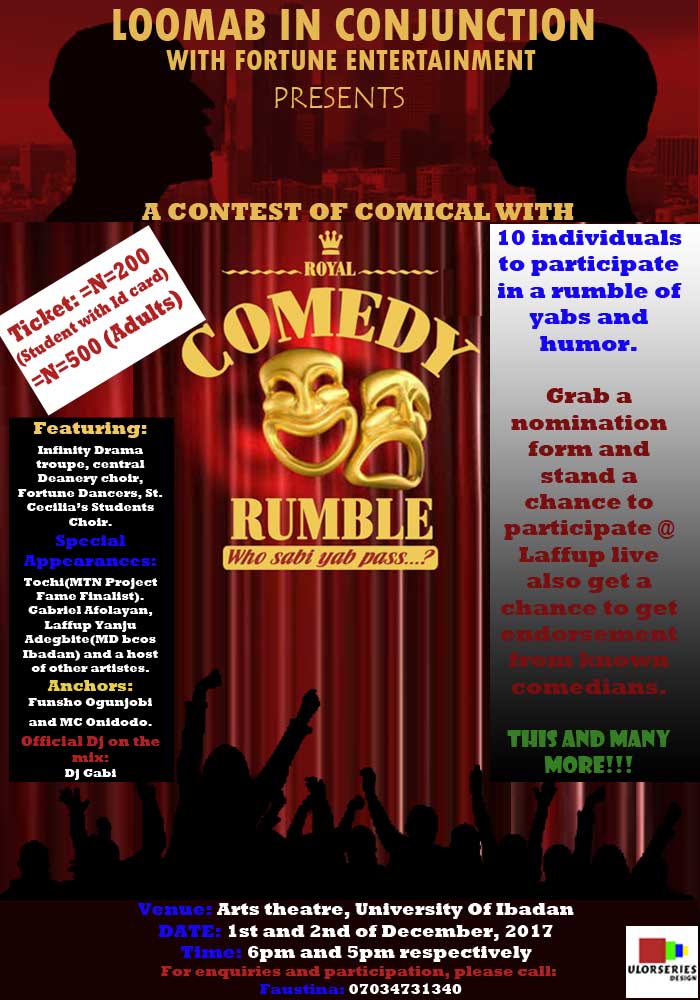 LOOMAB IN CONJUNCTION
WITH FORTUNE ENTERTAINMENT
PRESENTS
A CONTEST OF COMICAL WITH
Ticket: =N=200
(Student with Id card)
=N=500 (Adults)
ROYAL
COMEDY
RUMBLE
Who sabi yab pass...?
10 individuals
to participate
in a rumble of
yabs and
humor.
Grab a
nomination
form and
stand a
chance to
participate @
Laffup live
also get a
chance to get
endorsement
from known
comedians.
THIS AND MANY
MORE!!!
Featuring:
Infinity Drama
troupe, central
Deanery choir,
Fortune Dancers, St.
Cecilia's Students
Choir.
Special
Appearances:
Tochi(MTN Project
Fame Finalist).
Gabriel Afolayan,
Laffup Yanju
Adegbite(MD bcos
Ibadan) and a host
of other artistes.
Anchors:
Funsho Ogunjobi
and MC Onidodo.
Official Dj on the
mix:
Dj Gabi
Venue: Arts theatre, University Of Ibadan
DATE: 1st and 2nd of December, 2017
Time: 6pm and 5pm respectively
For enquiries and participation, please call:
Faustina: 07034731340
ULORSERIES
DESIGN